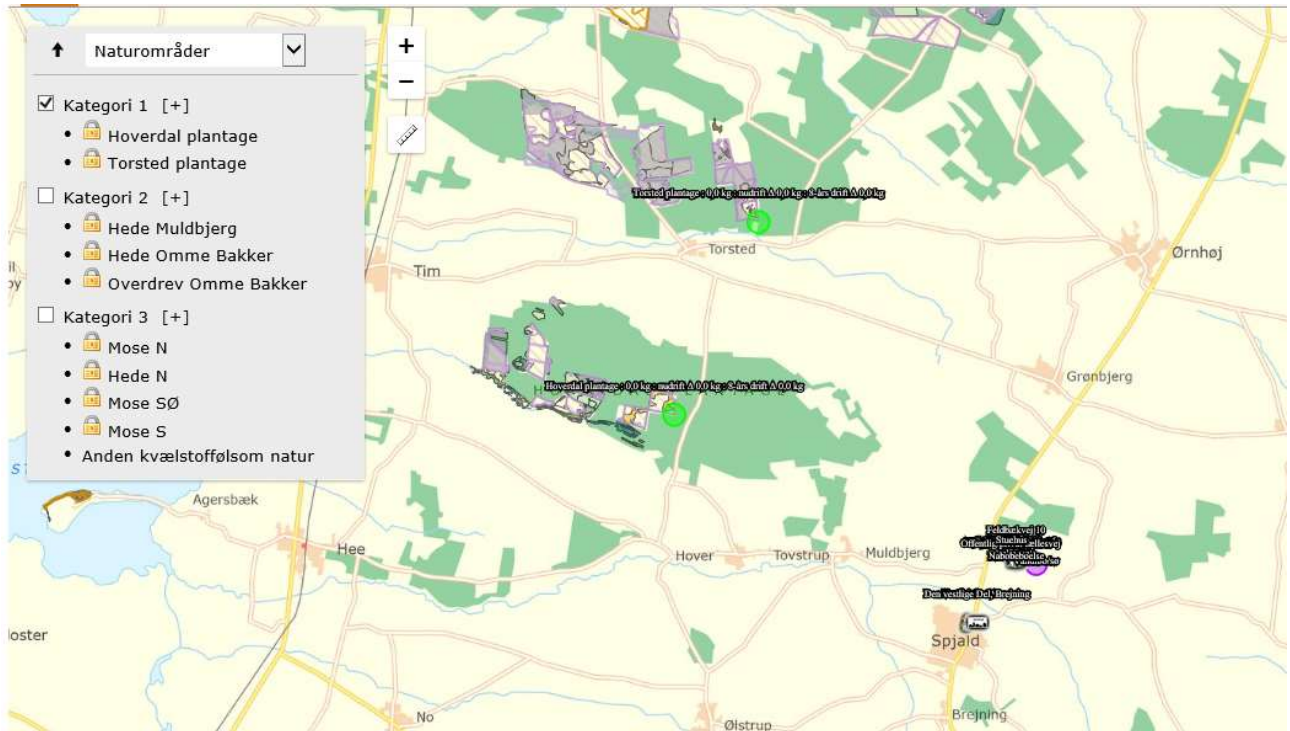 Naturområder
Kategori 1 [+]
Hoverdal plantage
Torsted plantage
Kategori 2 [+]
Hede Muldbjerg
Hede Omme Bakker
Overdrev Omme Bakker
Kategori 3 [+]
Mose N
Hede N
Mose SØ
Mose S
Anden kvælstoffølsom natur
+
−
Torsted plantage : 0,0 kg : nudrift Δ 0,0 kg : 8-års drift Δ 0,0 kg
Torsted
Ørnhøj
Tim
Hoverdal plantage : 0,0 kg : nudrift Δ 0,0 kg : 8-års drift Δ 0,0 kg
Grønbjerg
Agersbæk
Hee
Hover
Tovstrup
Muldbjerg
Feldbækvej 10
Stuehus
Nabobeboelse
Den vestlige Del, Brejning
Spjald
loster
No
Ølstrup
Brejning